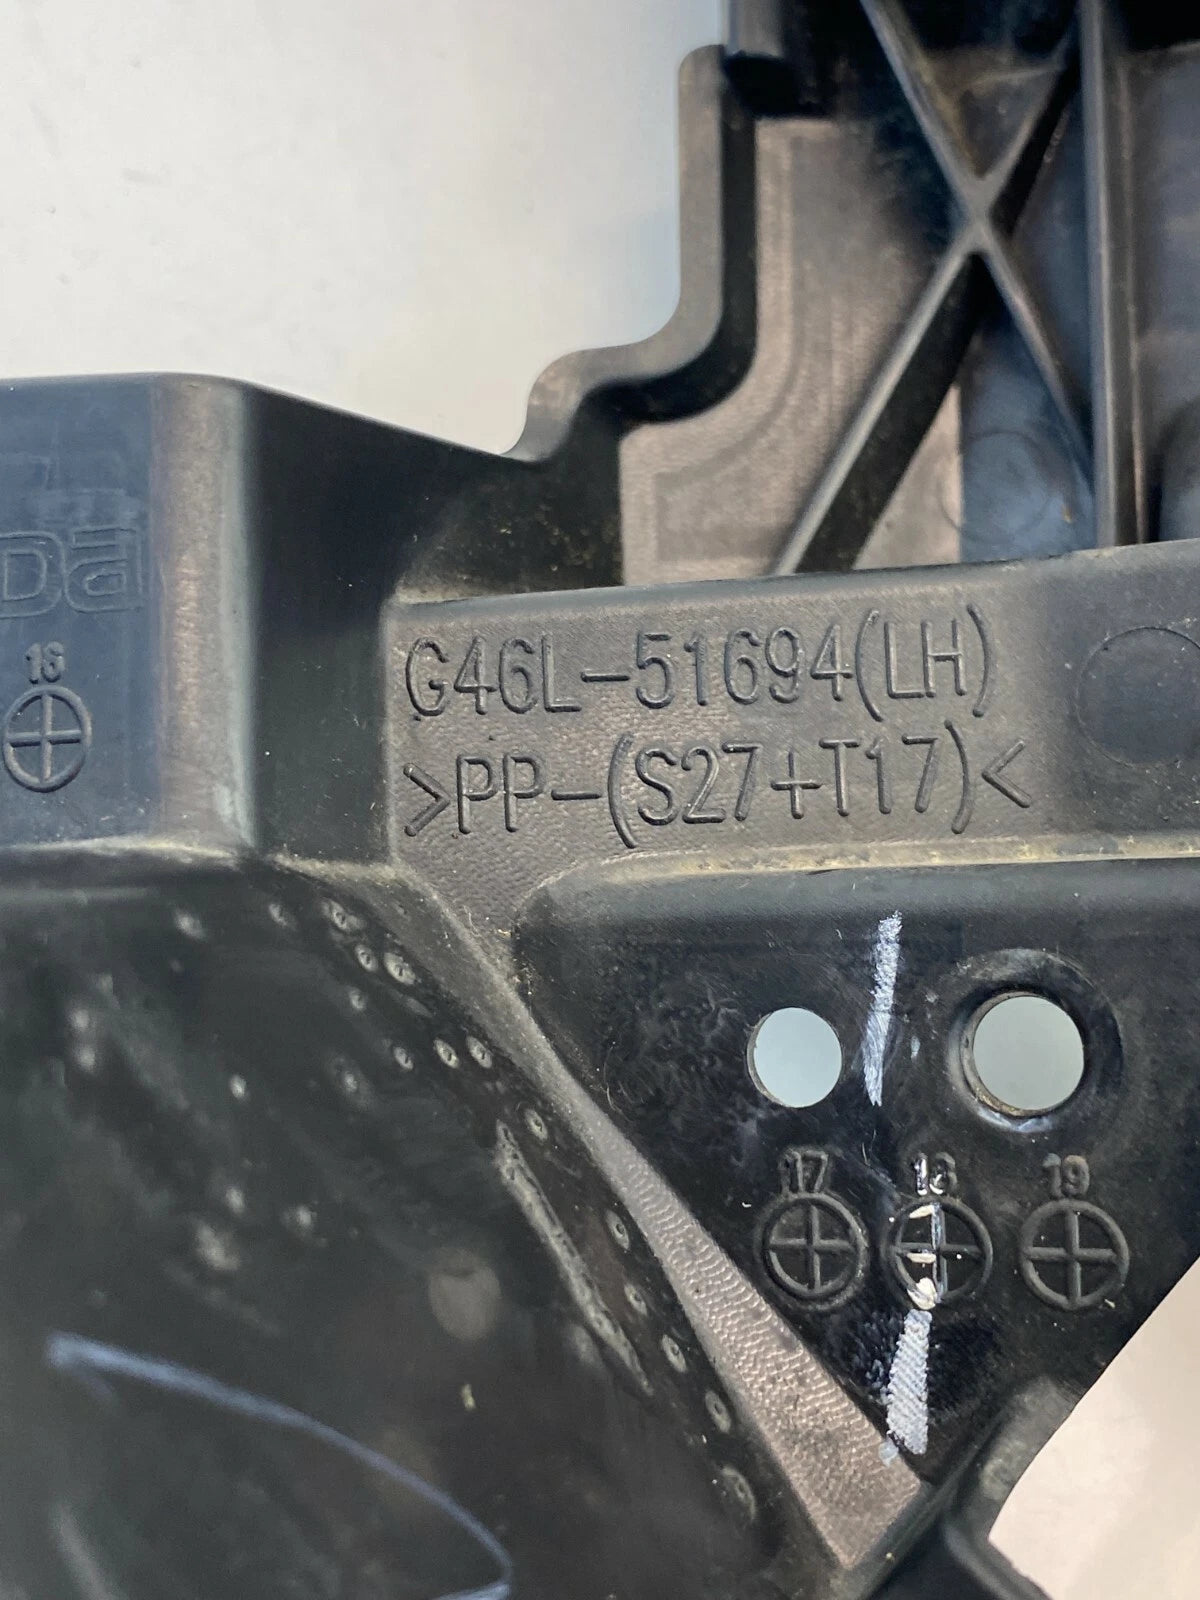 16
G46L-51694(LH)
>PP-(S27+T17)<
17 18 19